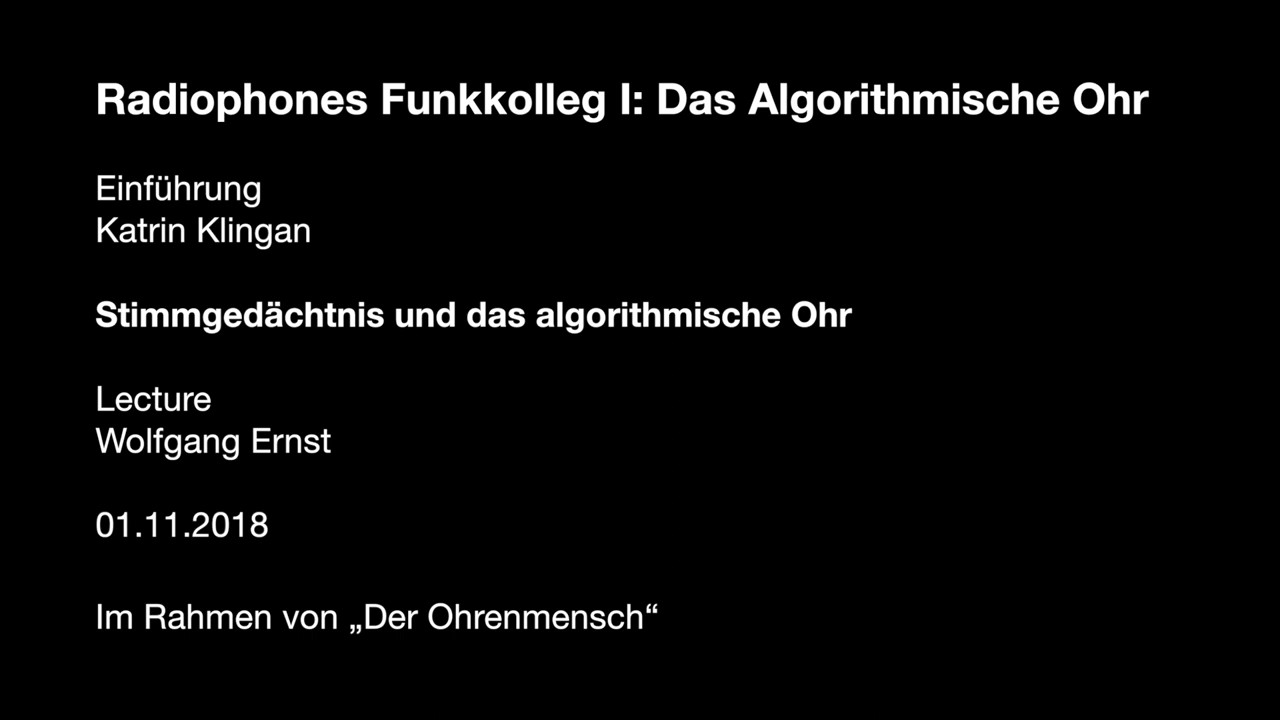 Radiophones Funkkolleg I: Das Algorithmische Ohr
Einführung
Katrin Klingan
Stimmgedächtnis und das algorithmische Ohr
Lecture
Wolfgang Ernst
01.11.2018
Im Rahmen von „Der Ohrenmensch“